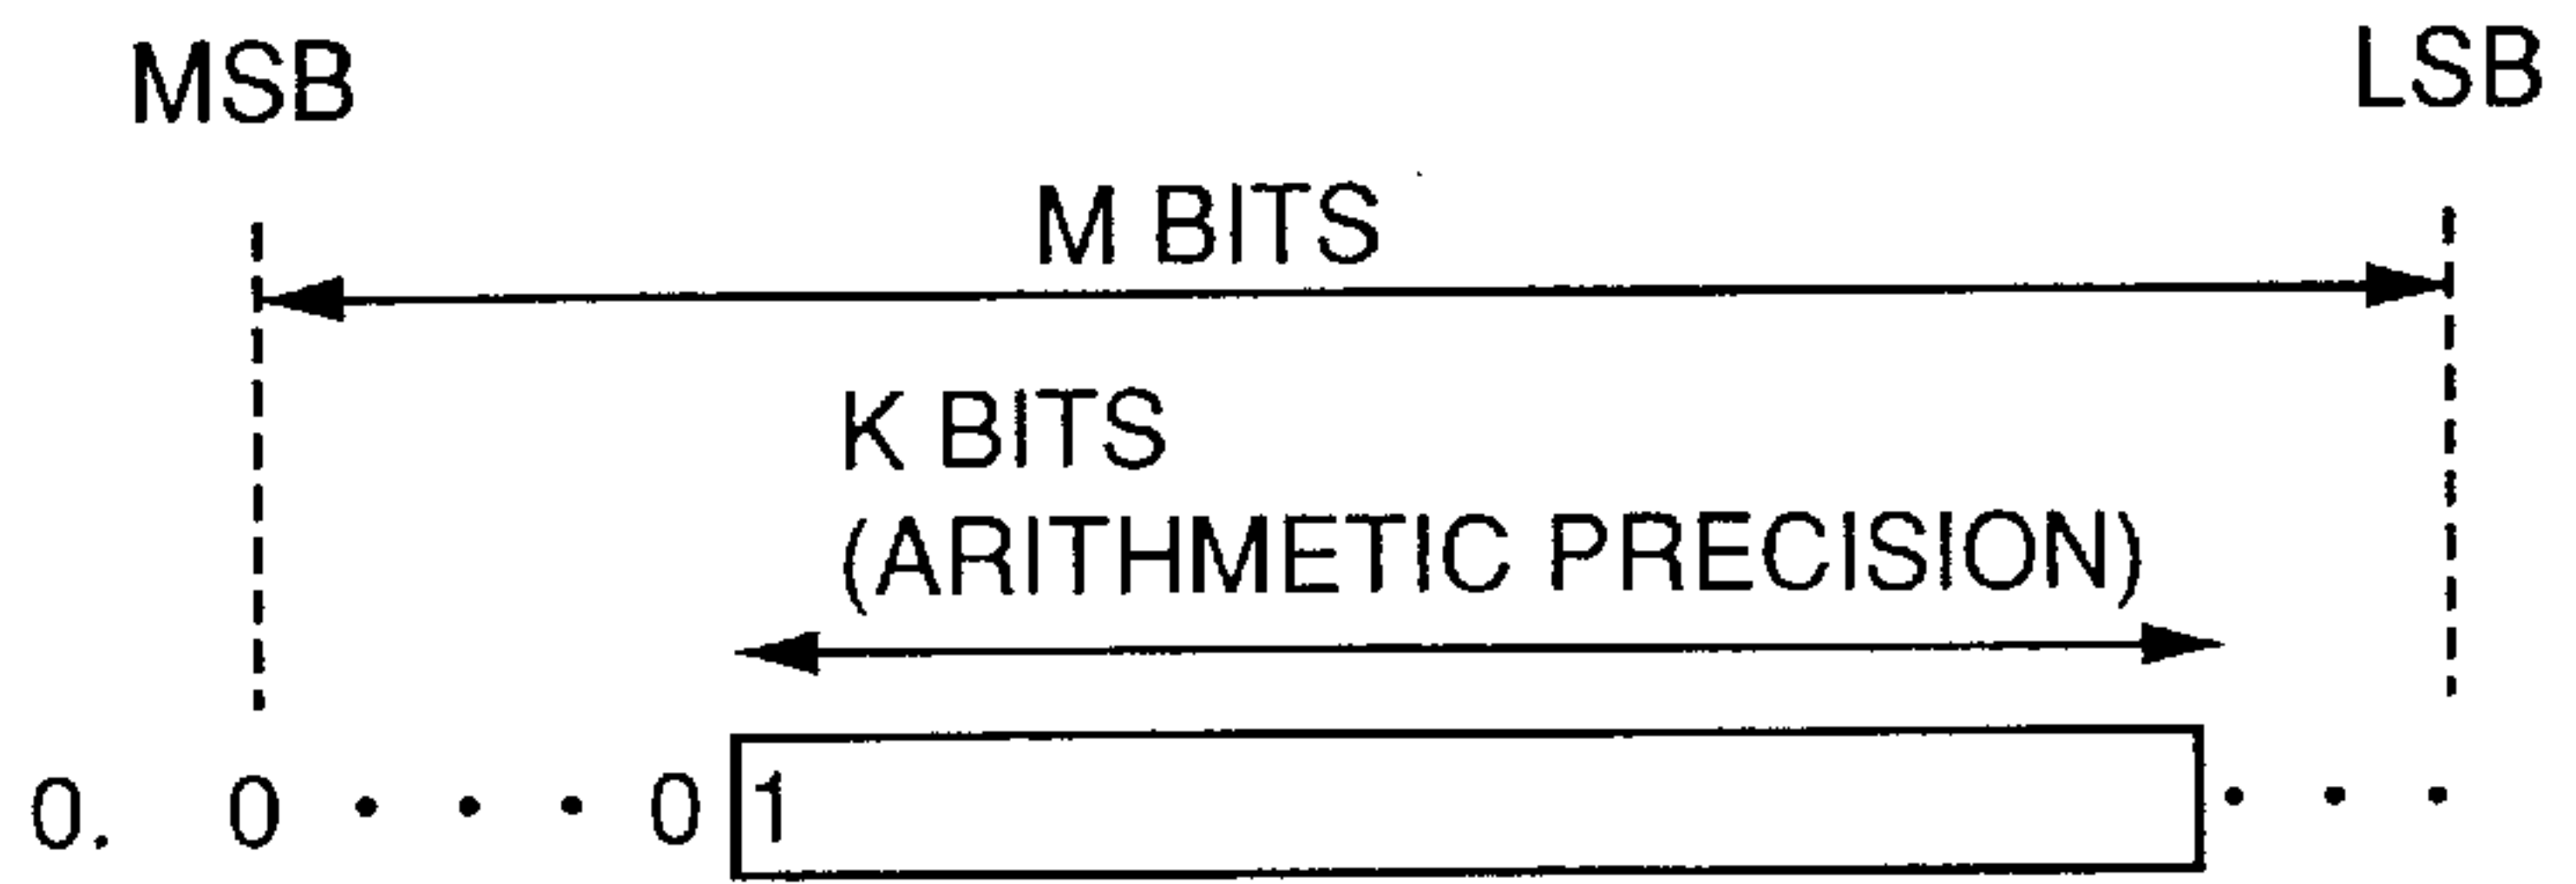 MSB LSB
M BITS
K BITS
(ARITHMETIC PRECISION)
0. 0 · · · 0 1 · · ·